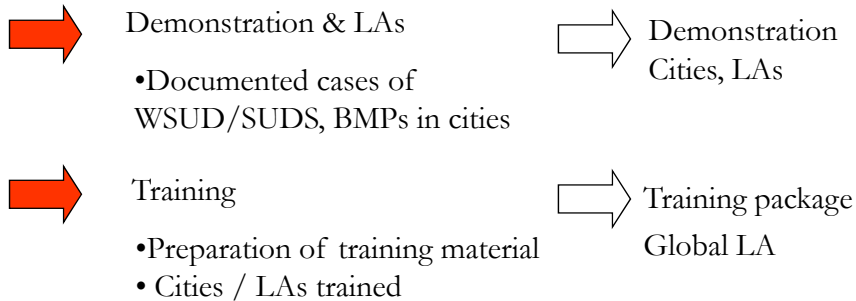 Demonstration & LAs
•Documented cases of
WSUD/SUDS, BMPs in cities
Demonstration
Cities, LAs
Training
•Preparation of training material
• Cities / LAs trained
Training package
Global LA